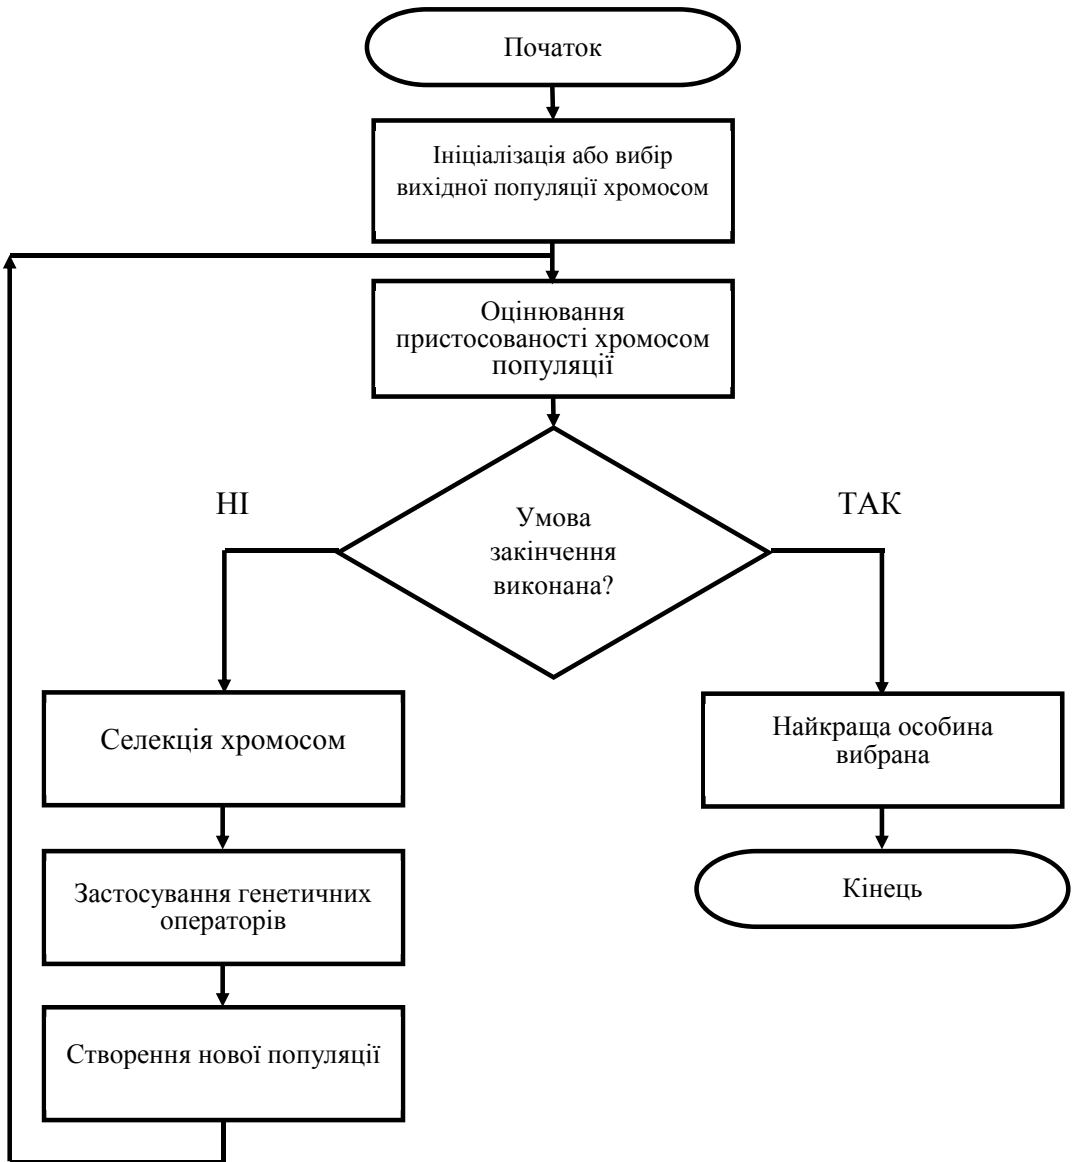 Початок
Ініціалізація або вибір
вихідної популяції хромосом
Оцінювання
пристосованості хромосом
популяції
НІ
ТАК
Умова
закінчення
виконана?
Селекція хромосом
Найкраща особина
вибрана
Застосування генетичних
операторів
Кінець
Створення нової популяції